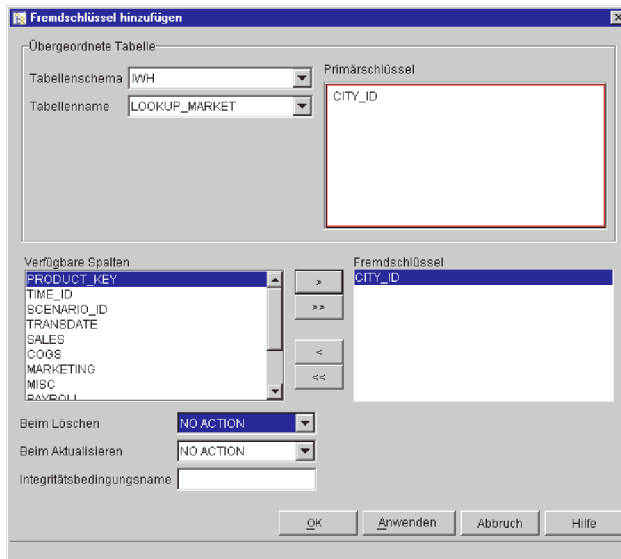 Fremdschlüssel hinzufügen
Übergeordnete Tabelle
Tabellenschema IWH
Tabellenname LOOKUP_MARKET
Primärschlüssel
CITY_ID
Verfügbare Spalten
PRODUCT_KEY
TIME_ID
SCENARIO_ID
TRANSDATE
SALES
COGS
MARKETING
MISC
PAYROLL
>
>>
<
<<
Fremdschlüssel
CITY_ID
Beim Löschen NO ACTION
Beim Aktualisieren NO ACTION
Integritätsbedingungsname
OK Anwenden Abbruch Hilfe